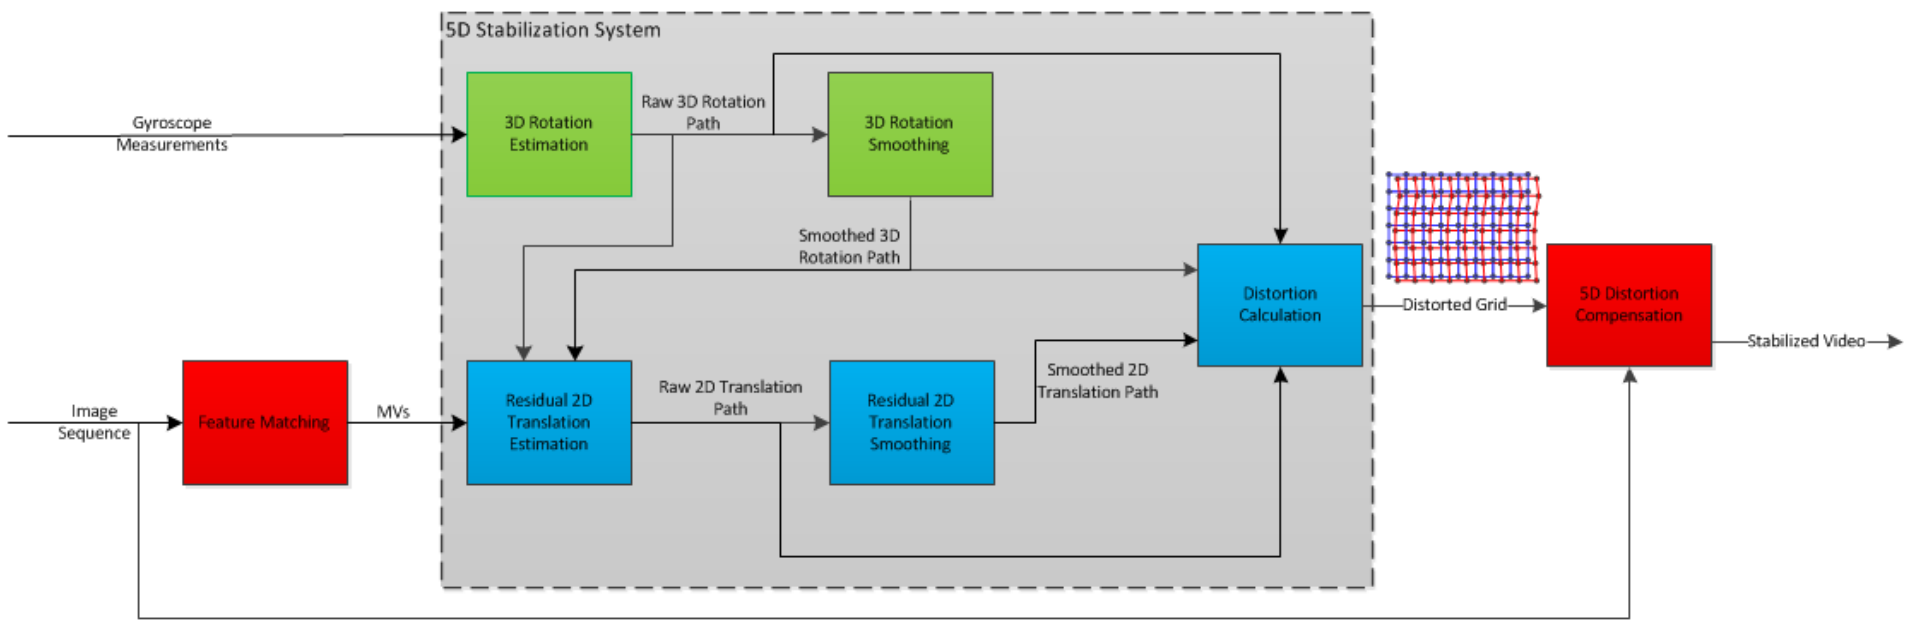 5D Stabilization System
Gyroscope
Measurements
3D Rotation
Estimation
Raw 3D Rotation
Path
3D Rotation
Smoothing
Smoothed 3D
Rotation Path
Distortion
Calculation
Distorted Grid
5D Distortion
Compensation
Stabilized Video
Image
Sequence
Feature Matching
MVs
Residual 2D
Translation
Estimation
Raw 2D Translation
Path
Residual 2D
Translation
Smoothing
Smoothed 2D
Translation Path